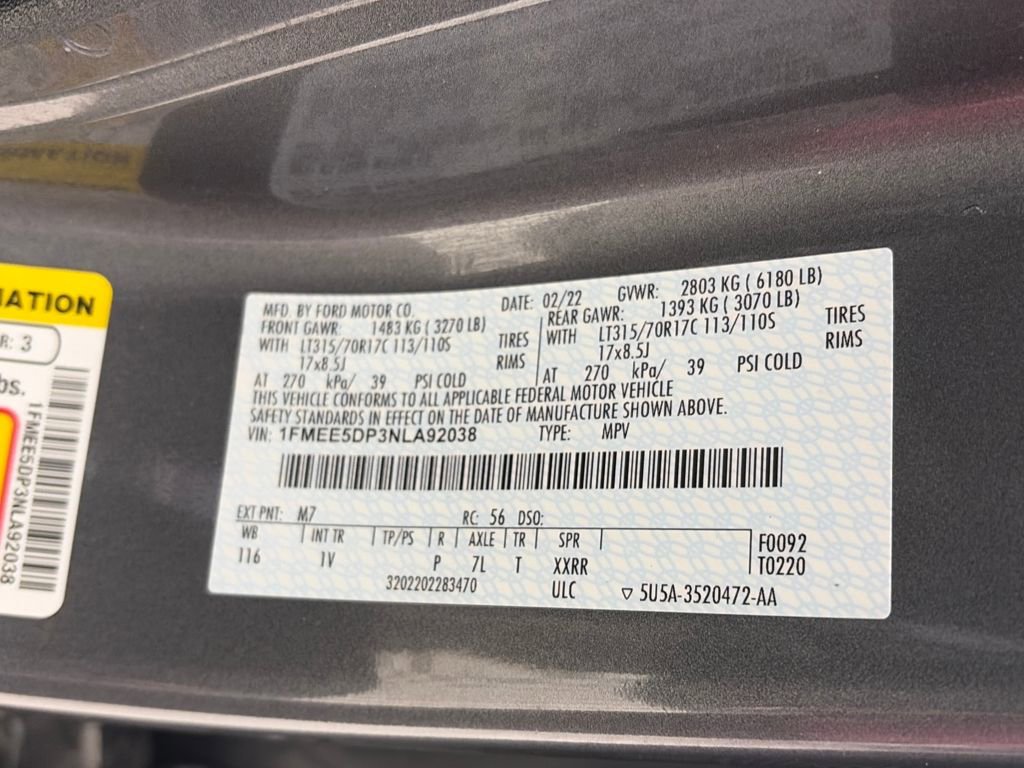 MATION
R: 3
bs.
1FMEE5DP3NLA92038
MFD. BY FORD MOTOR CO. DATE: 02/22 GVWR: 2803 KG ( 6180 LB)
FRONT GAWR: 1483 KG ( 3270 LB) REAR GAWR: 1393 KG ( 3070 LB)
WITH LT315/70R17C 113/110S TIRES WITH LT315/70R17C 113/110S TIRES
17x8.5J RIMS 17x8.5J RIMS
AT 270 kPa/ 39 PSI COLD AT 270 kPa/ 39 PSI COLD
THIS VEHICLE CONFORMS TO ALL APPLICABLE FEDERAL MOTOR VEHICLE
SAFETY STANDARDS IN EFFECT ON THE DATE OF MANUFACTURE SHOWN ABOVE.
VIN: 1FMEE5DP3NLA92038 TYPE: MPV
EXT PNT: M7 RC: 56 DSO:
WB INT TR TP/PS R AXLE TR SPR F0092
116 1V P 7L T XXRR T0220
3202202283470 ULC ▽ 5U5A-3520472-AA